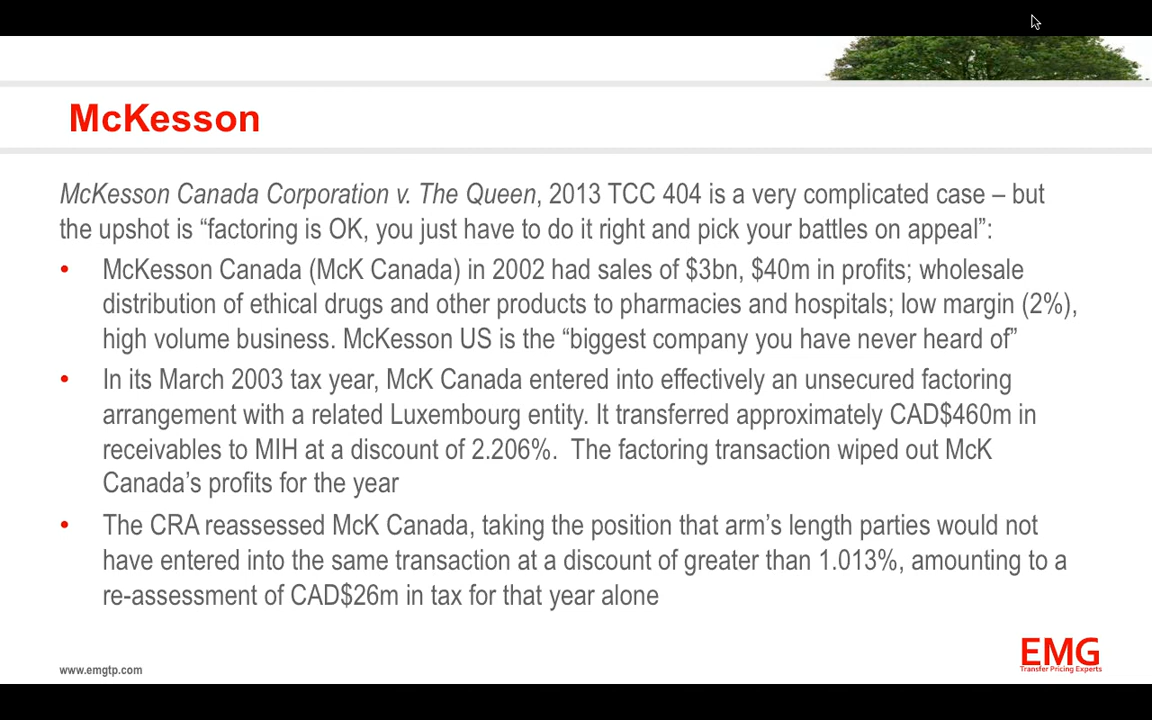 McKesson
McKesson Canada Corporation v. The Queen, 2013 TCC 404 is a very complicated case – but
the upshot is “factoring is OK, you just have to do it right and pick your battles on appeal”:
• McKesson Canada (McK Canada) in 2002 had sales of $3bn, $40m in profits; wholesale
distribution of ethical drugs and other products to pharmacies and hospitals; low margin (2%),
high volume business. McKesson US is the “biggest company you have never heard of”
• In its March 2003 tax year, McK Canada entered into effectively an unsecured factoring
arrangement with a related Luxembourg entity. It transferred approximately CAD$460m in
receivables to MIH at a discount of 2.206%.  The factoring transaction wiped out McK
Canada’s profits for the year
• The CRA reassessed McK Canada, taking the position that arm’s length parties would not
have entered into the same transaction at a discount of greater than 1.013%, amounting to a
re-assessment of CAD$26m in tax for that year alone
www.emgtp.com
EMG
Transfer Pricing Experts